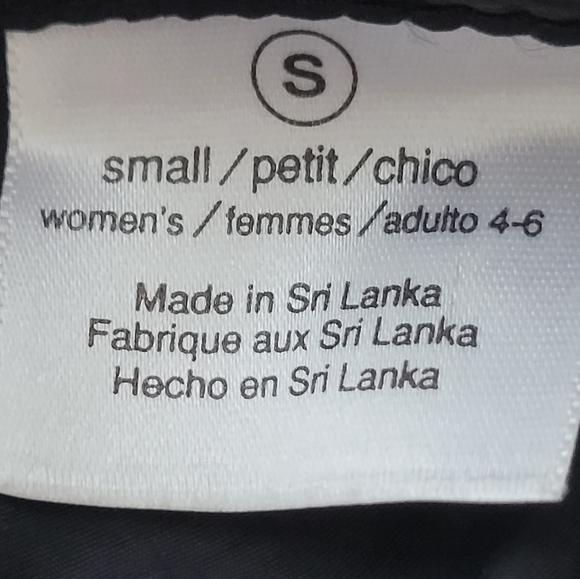 S
small/petit/chico
women's/femmes/adulto 4-6
Made in Sri Lanka
Fabrique aux Sri Lanka
Hecho en Sri Lanka